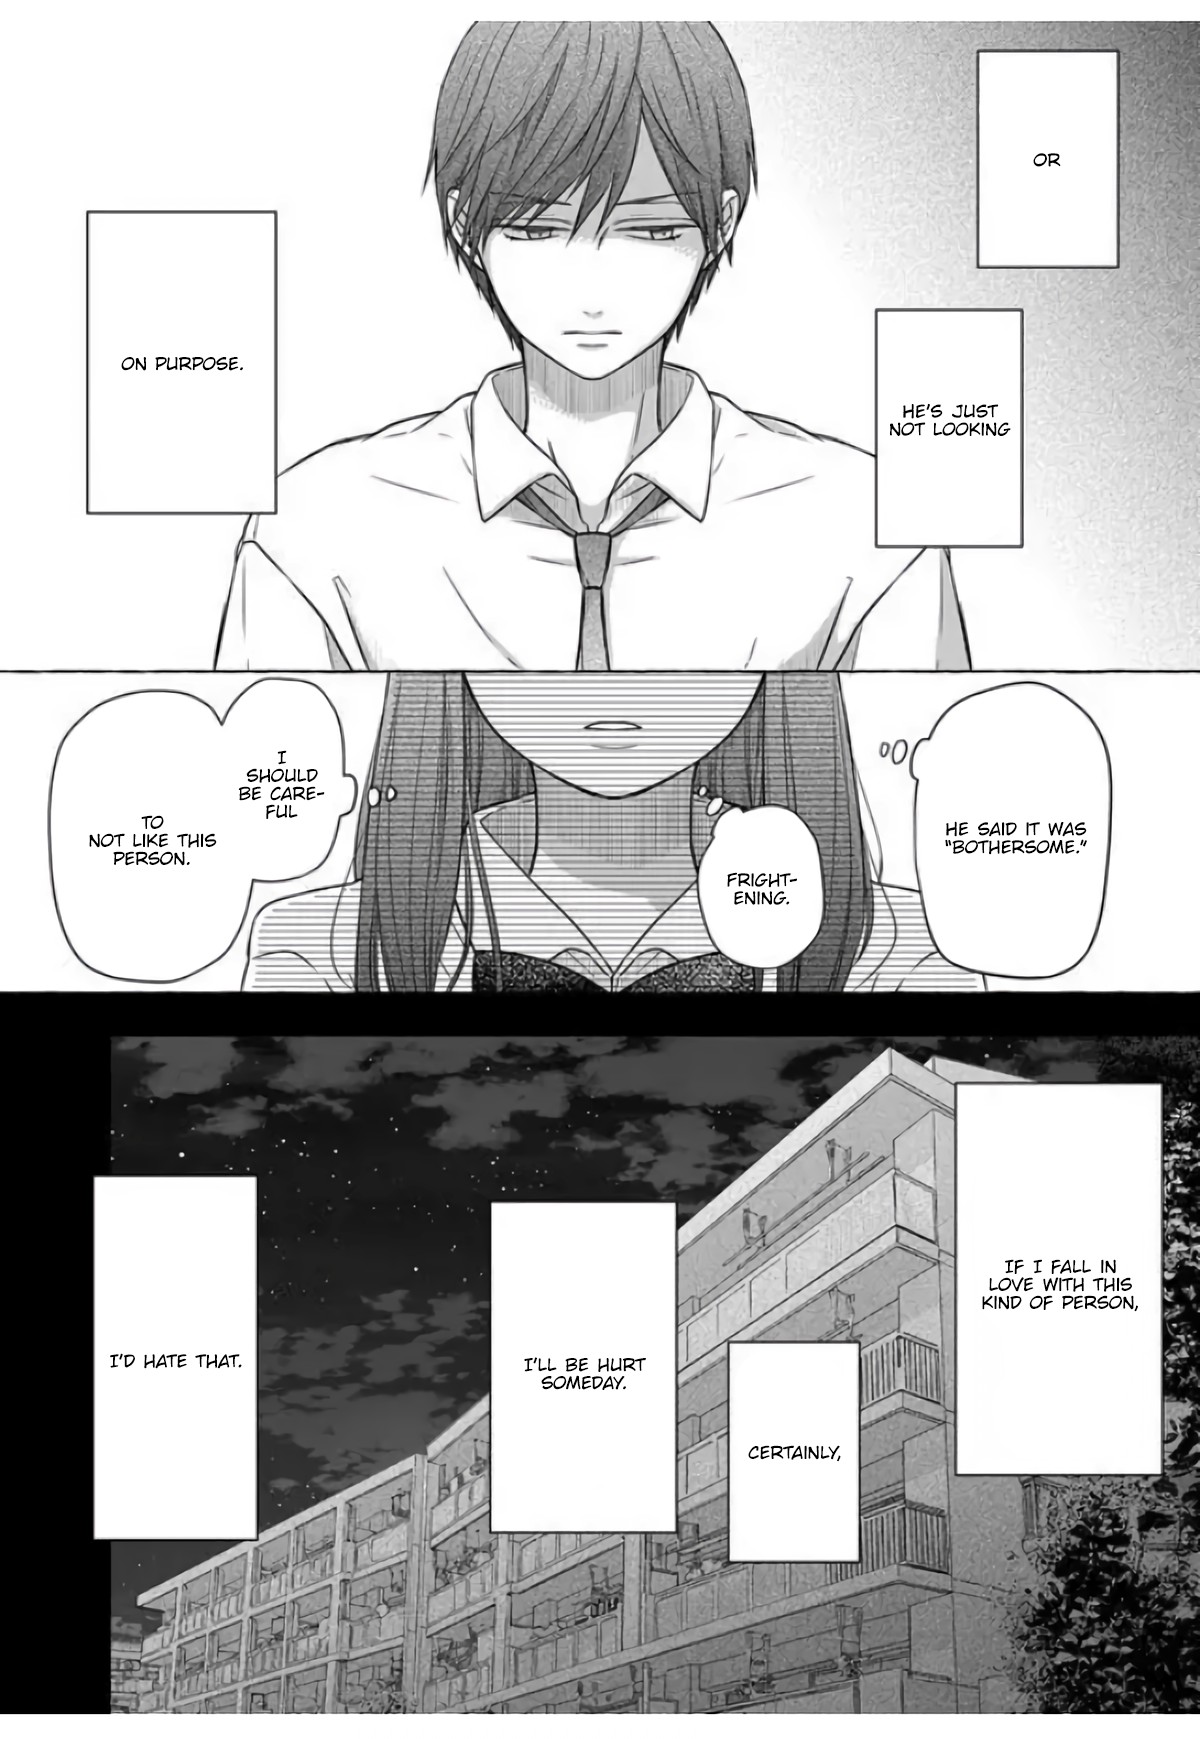 OR
HE'S JUST
NOT LOOKING
ON PURPOSE.
HE SAID IT WAS
"BOTHERSOME."
FRIGHT-
ENING.
I
SHOULD
BE CARE-
FUL
TO
NOT LIKE THIS
PERSON.
IF I FALL IN
LOVE WITH THIS
KIND OF PERSON,
CERTAINLY,
I'LL BE HURT
SOMEDAY.
I'D HATE THAT.